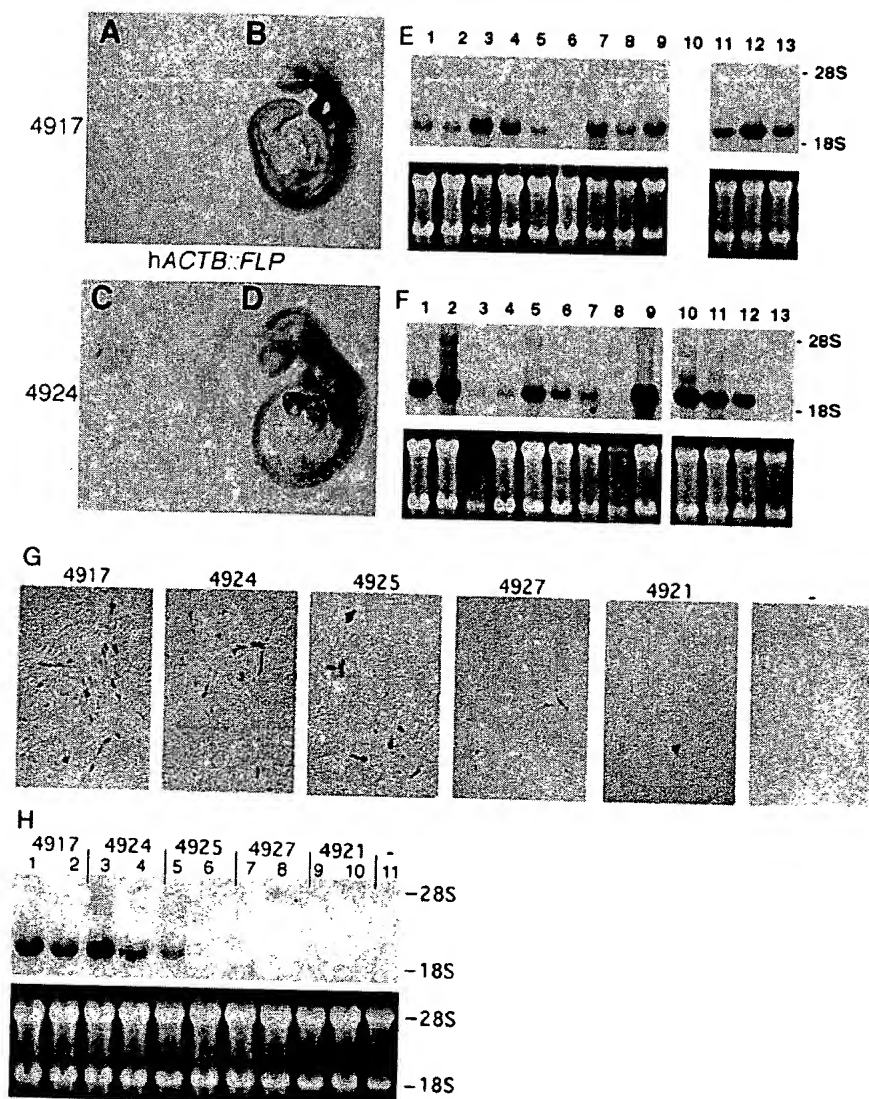 A B
4917
hACTB::FLP
C D
4924
E
1 2 3 4 5 6 7 8 9 10 11 12 13
- 28S
- 18S
F
1 2 3 4 5 6 7 8 9 10 11 12 13
- 28S
- 18S
G
4917 4924 4925 4927 4921 -
H
4917 4924 4925 4927 4921 -
1 2 3 4 5 6 7 8 9 10 11
-28S
-18S
-28S
-18S